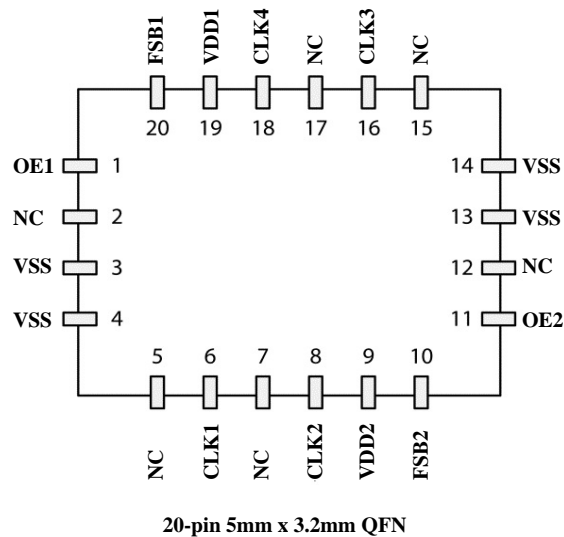 FSB1 VDD1 CLK4 NC CLK3 NC
20 19 18 17 16 15
OE1 1 14 VSS
NC 2 13 VSS
VSS 3 12 NC
VSS 4 11 OE2
5 6 7 8 9 10
NC CLK1 NC CLK2 VDD2 FSB2
20-pin 5mm x 3.2mm QFN